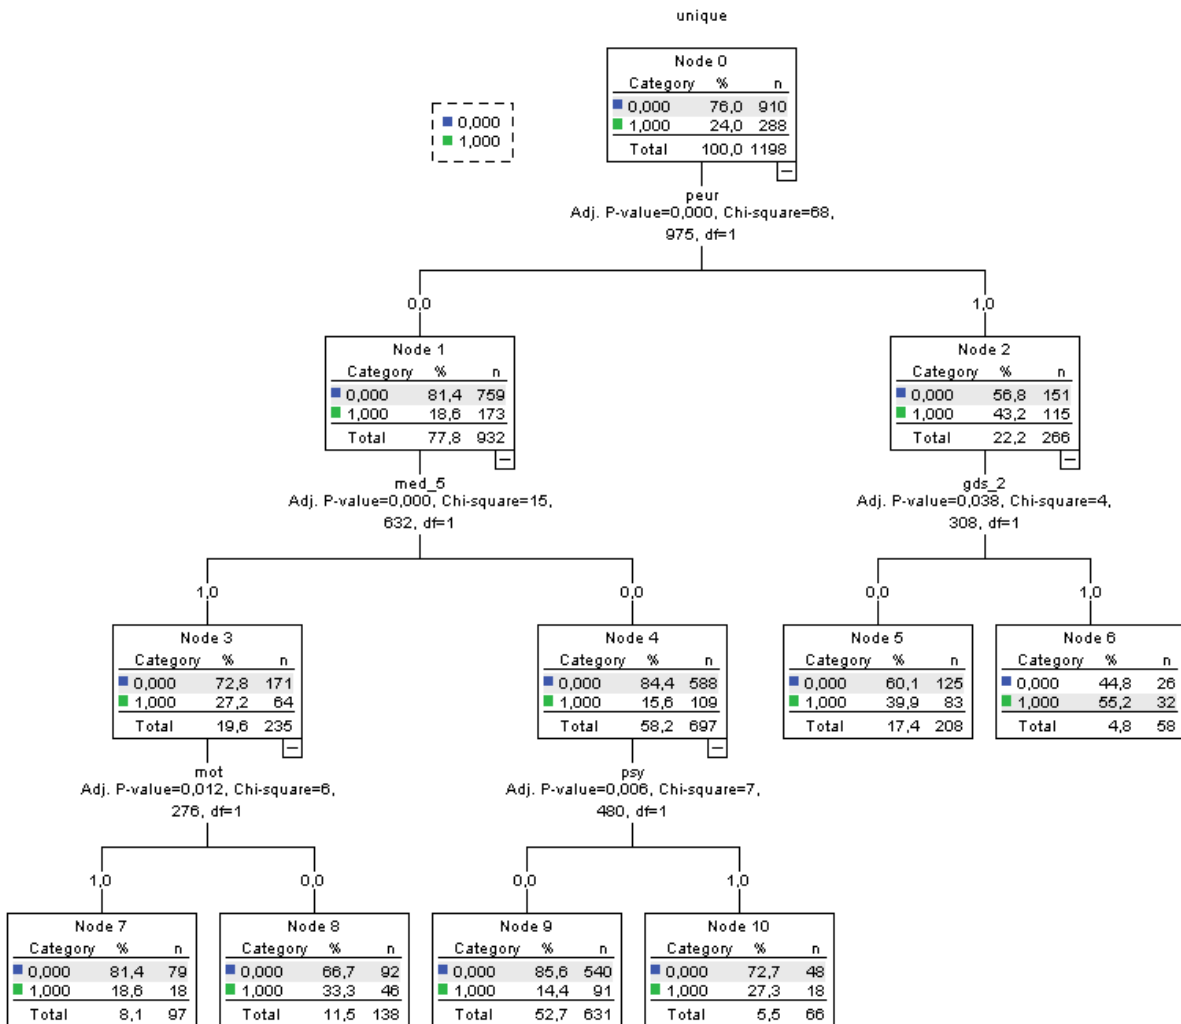 unique
Node 0
Category % n
0,000 76,0 910
1,000 24,0 288
Total 100,0 1198
0,000
1,000
peur
Adj. P-value=0,000, Chi-square=68,
975, df=1
0,0
1,0
Node 1
Category % n
0,000 81,4 759
1,000 18,6 173
Total 77,8 932
Node 2
Category % n
0,000 56,8 151
1,000 43,2 115
Total 22,2 266
med_5
Adj. P-value=0,000, Chi-square=15,
632, df=1
gds_2
Adj. P-value=0,038, Chi-square=4,
308, df=1
1,0
0,0
0,0
1,0
Node 3
Category % n
0,000 72,8 171
1,000 27,2 64
Total 19,6 235
Node 4
Category % n
0,000 84,4 588
1,000 15,6 109
Total 58,2 697
Node 5
Category % n
0,000 60,1 125
1,000 39,9 83
Total 17,4 208
Node 6
Category % n
0,000 44,8 26
1,000 55,2 32
Total 4,8 58
mot
Adj. P-value=0,012, Chi-square=6,
276, df=1
psy
Adj. P-value=0,006, Chi-square=7,
480, df=1
1,0
0,0
0,0
1,0
Node 7
Category % n
0,000 81,4 79
1,000 18,6 18
Total 8,1 97
Node 8
Category % n
0,000 66,7 92
1,000 33,3 46
Total 11,5 138
Node 9
Category % n
0,000 85,6 540
1,000 14,4 91
Total 52,7 631
Node 10
Category % n
0,000 72,7 48
1,000 27,3 18
Total 5,5 66